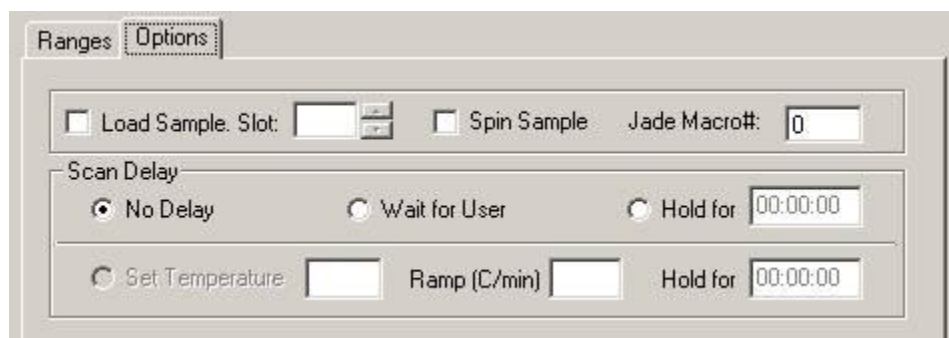 Ranges Options
Load Sample. Slot: Spin Sample Jade Macro#: 0
Scan Delay
No Delay Wait for User Hold for 00:00:00
Set Temperature Ramp (C/min) Hold for 00:00:00